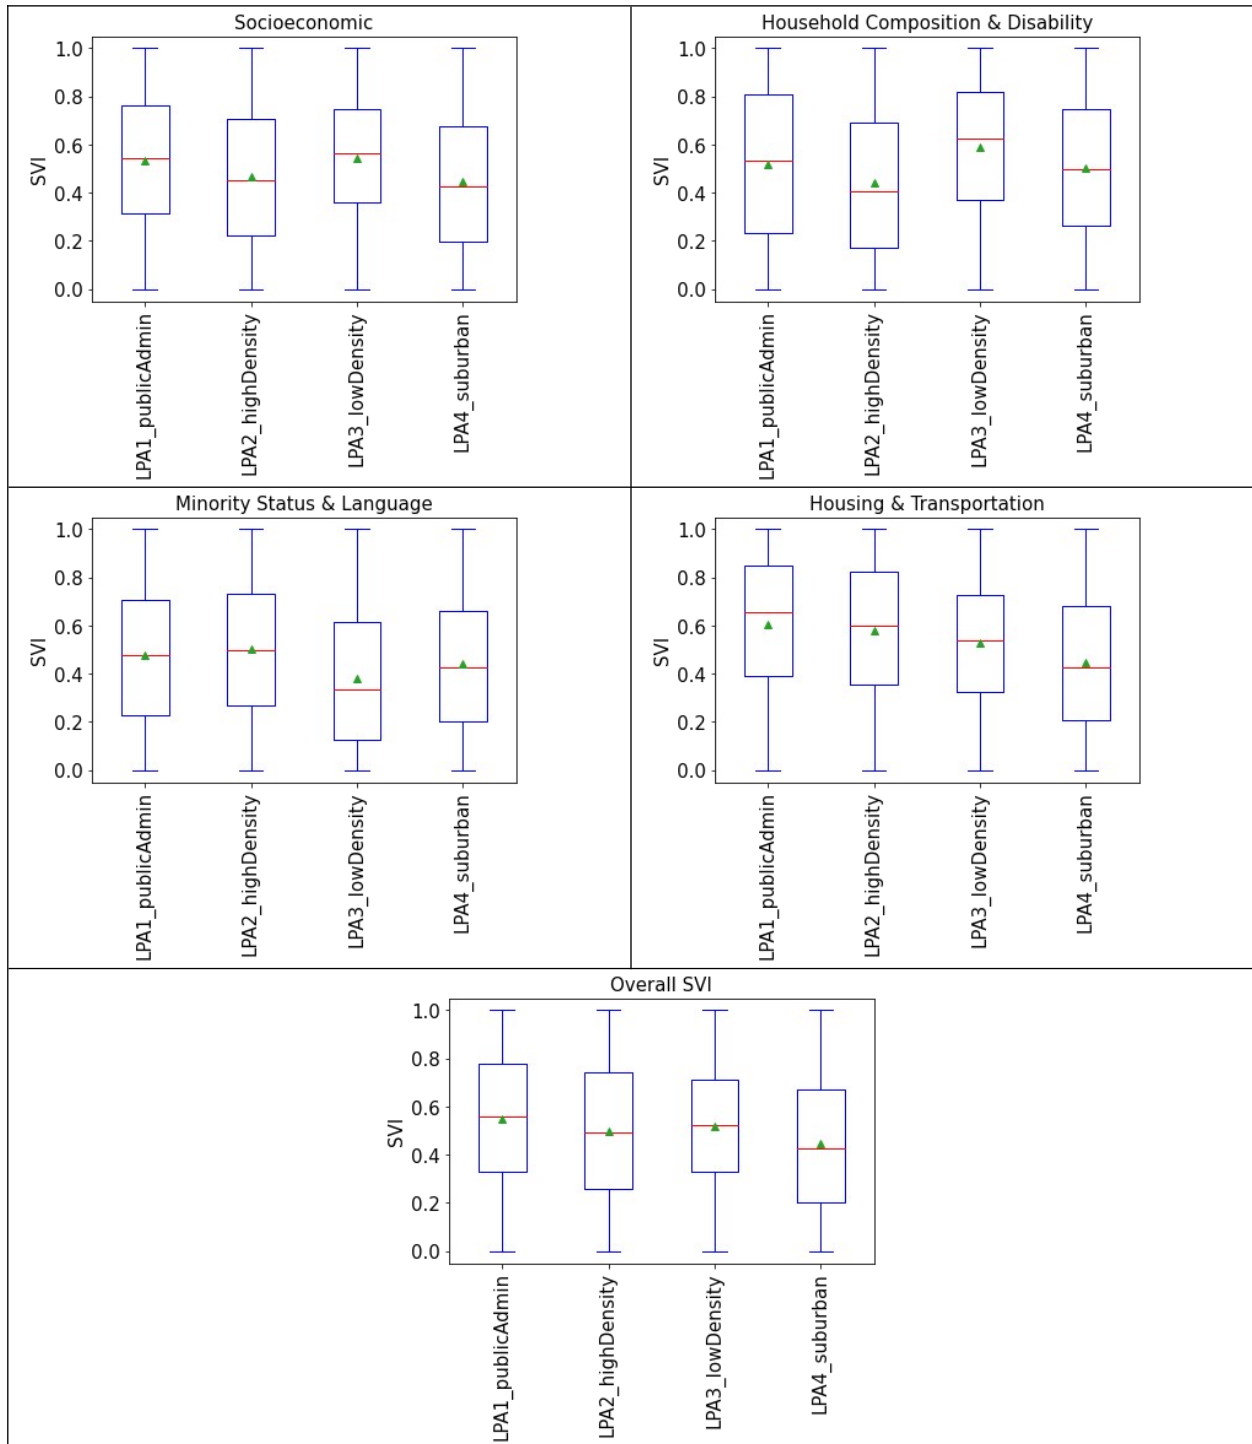 Socioeconomic
1.0
0.8
0.6
0.4
0.2
0.0
SVI
LPA1_publicAdmin
LPA2_highDensity
LPA3_lowDensity
LPA4_suburban
Household Composition & Disability
1.0
0.8
0.6
0.4
0.2
0.0
SVI
LPA1_publicAdmin
LPA2_highDensity
LPA3_lowDensity
LPA4_suburban
Minority Status & Language
1.0
0.8
0.6
0.4
0.2
0.0
SVI
LPA1_publicAdmin
LPA2_highDensity
LPA3_lowDensity
LPA4_suburban
Housing & Transportation
1.0
0.8
0.6
0.4
0.2
0.0
SVI
LPA1_publicAdmin
LPA2_highDensity
LPA3_lowDensity
LPA4_suburban
Overall SVI
1.0
0.8
0.6
0.4
0.2
0.0
SVI
LPA1_publicAdmin
LPA2_highDensity
LPA3_lowDensity
LPA4_suburban